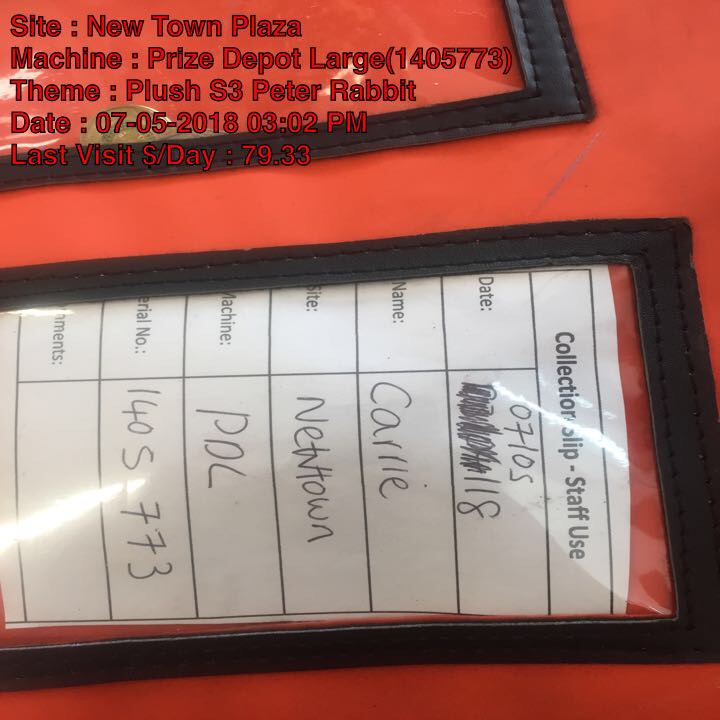 Site : New Town Plaza
Machine : Prize Depot Large(1405773)
Theme : Plush S3 Peter Rabbit
Date : 07-05-2018 03:02 PM
Last Visit $/Day : 79.33
Collection Slip - Staff Use
Date: 07/05/18
Name: Carlie
Site: Newtown
Machine: PDL
erial No.: 1405773
ments: